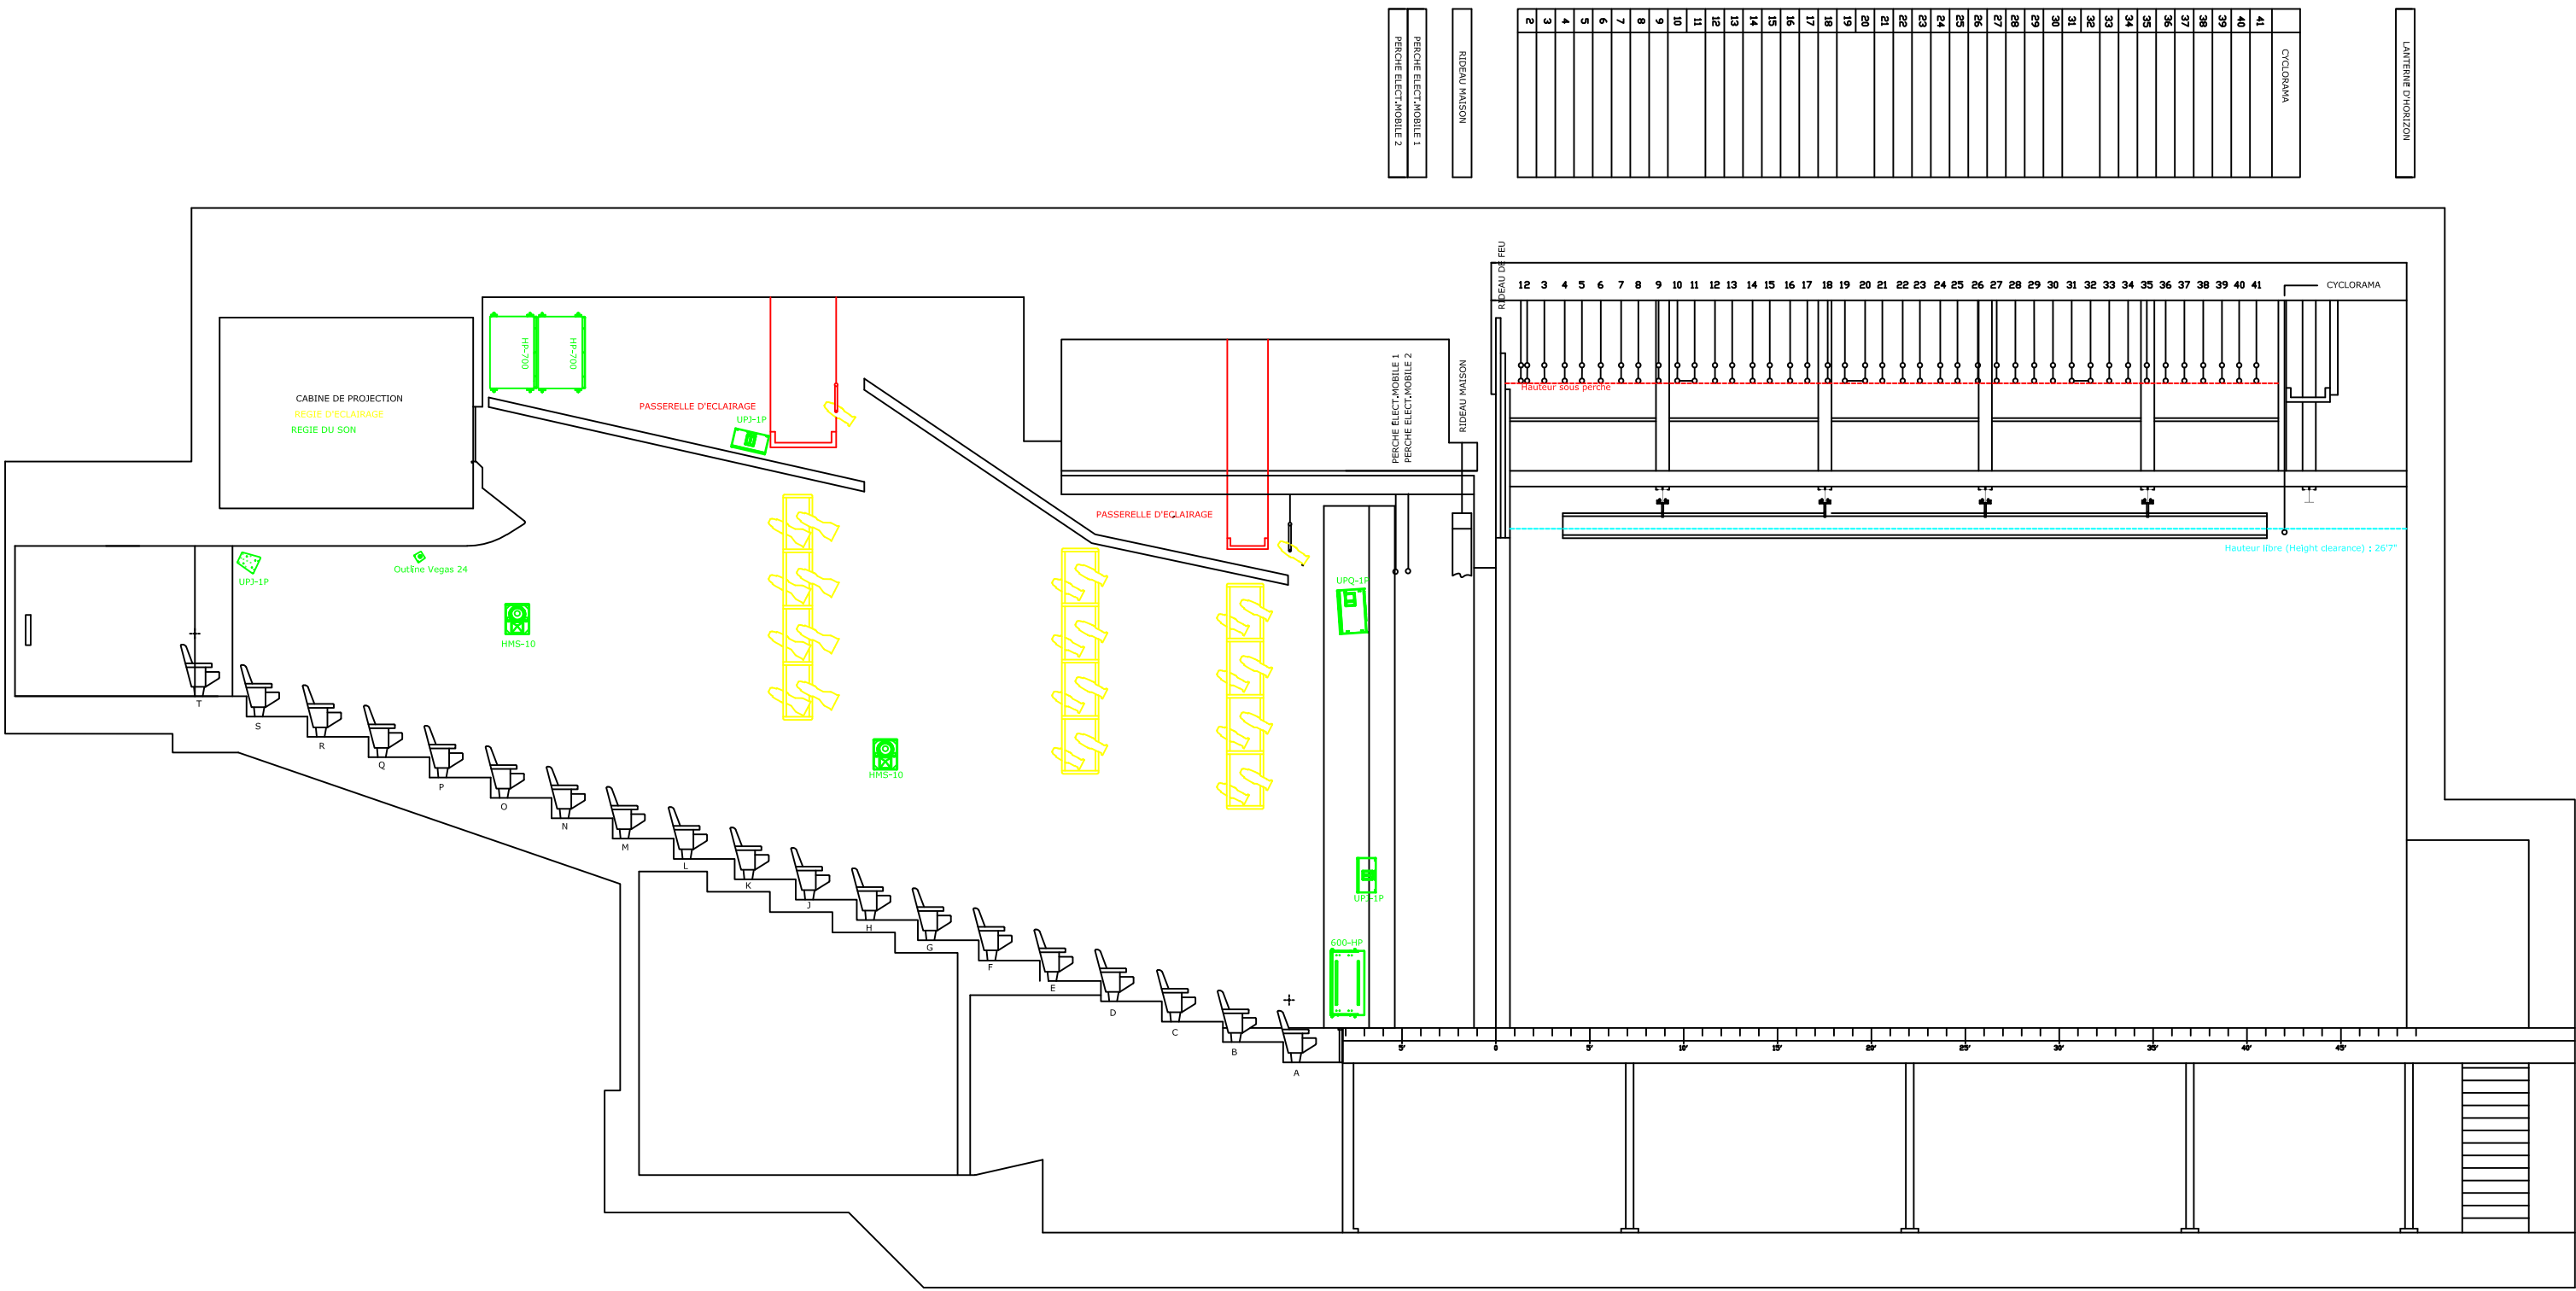 PERCHE ELECT.MOBILE 2
PERCHE ELECT.MOBILE 1
RIDEAU MAISON
2 3 4 5 6 7 8 9 10 11 12 13 14 15 16 17 18 19 20 21 22 23 24 25 26 27 28 29 30 31 32 33 34 35 36 37 38 39 40 41
CYCLORAMA
LANTERNE D'HORIZON
RIDEAU DE FEU
12 3 4 5 6 7 8 9 10 11 12 13 14 15 16 17 18 19 20 21 22 23 24 25 26 27 28 29 30 31 32 33 34 35 36 37 38 39 40 41
CYCLORAMA
HP-700
HP-700
PERCHE ELECT.MOBILE 1
PERCHE ELECT.MOBILE 2
RIDEAU MAISON
Hauteur sous perche
CABINE DE PROJECTION
REGIE D'ECLAIRAGE
REGIE DU SON
PASSERELLE D'ECLAIRAGE
UPJ-1P
PASSERELLE D'ECLAIRAGE
Hauteur libre (Height clearance) : 26'7"
UPJ-1P
Outline Vegas 24
UPQ-1P
HMS-10
HMS-10
UPJ-1P
600-HP
T
S
R
Q
P
O
N
M
L
K
J
H
G
F
E
D
C
B
A
5' 0 5' 10' 15' 20' 25' 30' 35' 40' 45'